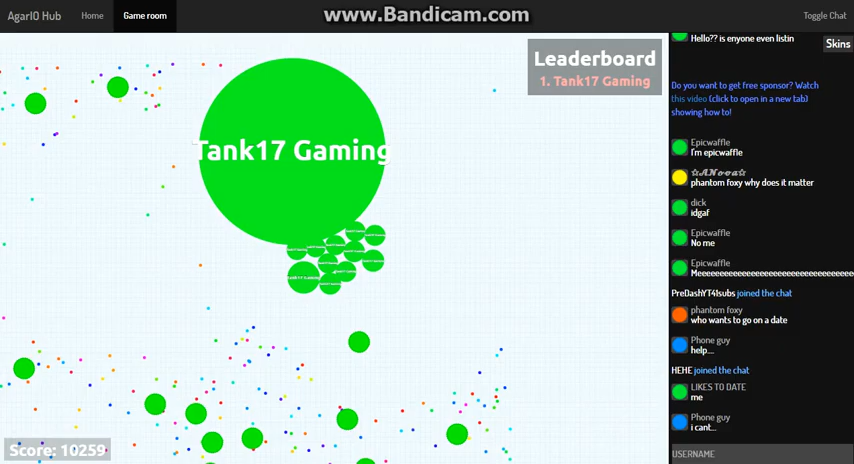 AgarIO Hub
Home
Game room
www.Bandicam.com
Toggle Chat
Leaderboard
1. Tank17 Gaming
Tank17 Gaming
Tank17 Gaming
Score: 10259
Hello?? is enyone even listin
Skins
Do you want to get free sponsor? Watch
this video (click to open in a new tab)
showing how to!
Epicwaffle
I'm epicwaffle
✩𝓐𝓝𝓸𝓿𝓪✩
phantom foxy why does it matter
dick
idgaf
Epicwaffle
No me
Epicwaffle
PreDashYT41subs joined the chat
phantom foxy
who wants to go on a date
Phone guy
help....
HEHE joined the chat
LIKES TO DATE
me
Phone guy
i cant...
USERNAME